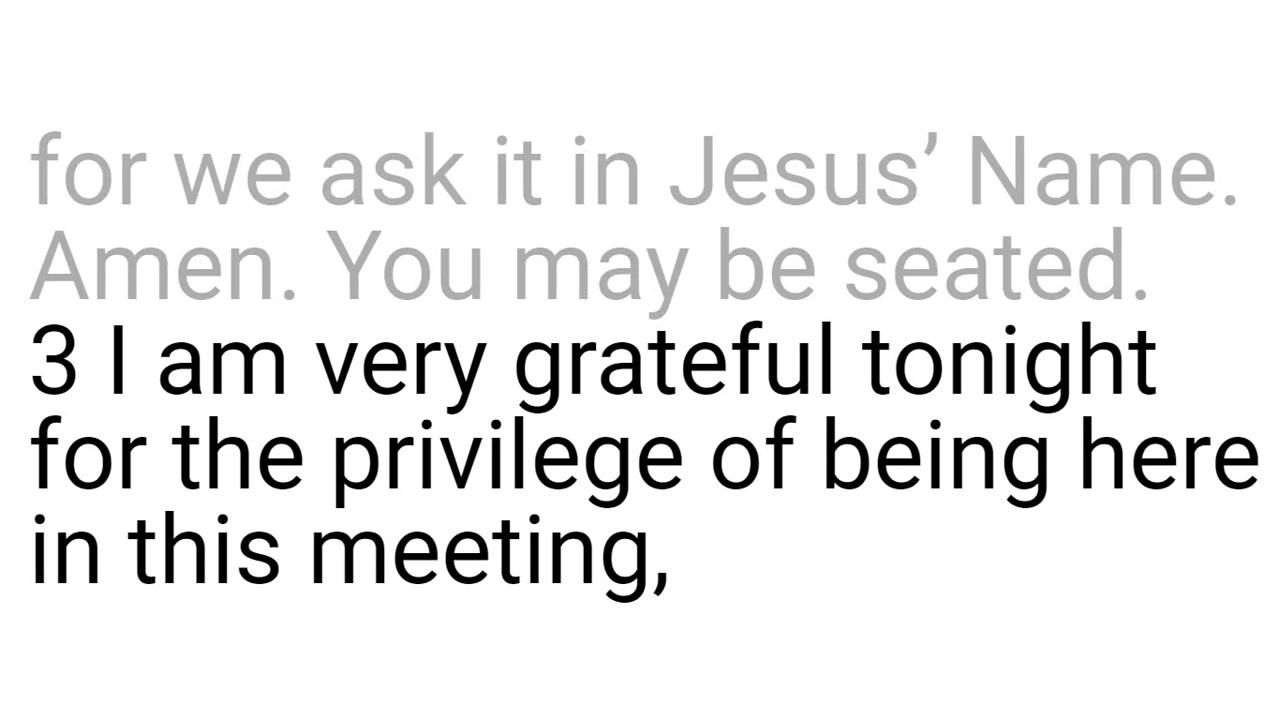 for we ask it in Jesus’ Name.
Amen. You may be seated.
3 I am very grateful tonight
for the privilege of being here
in this meeting,